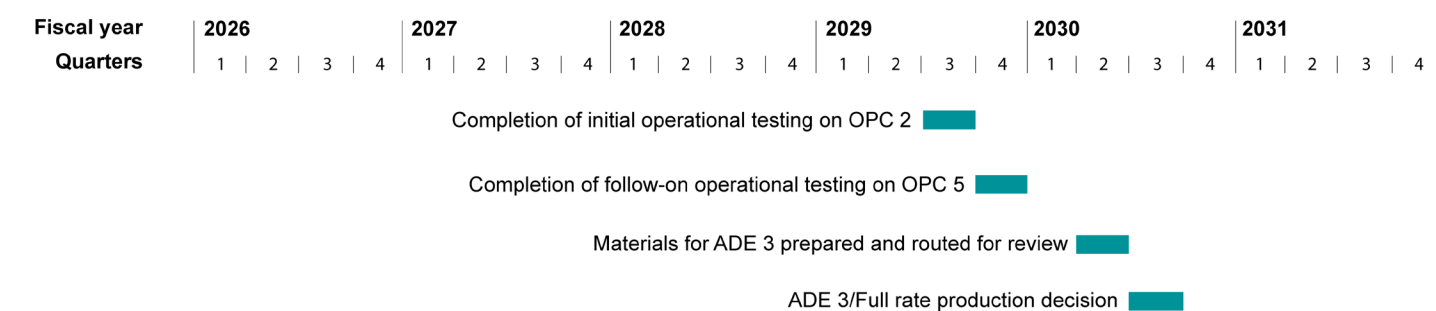 Fiscal year 2026 2027 2028 2029 2030 2031
Quarters 1 2 3 4 1 2 3 4 1 2 3 4 1 2 3 4 1 2 3 4 1 2 3 4
Completion of initial operational testing on OPC 2
Completion of follow-on operational testing on OPC 5
Materials for ADE 3 prepared and routed for review
ADE 3/Full rate production decision